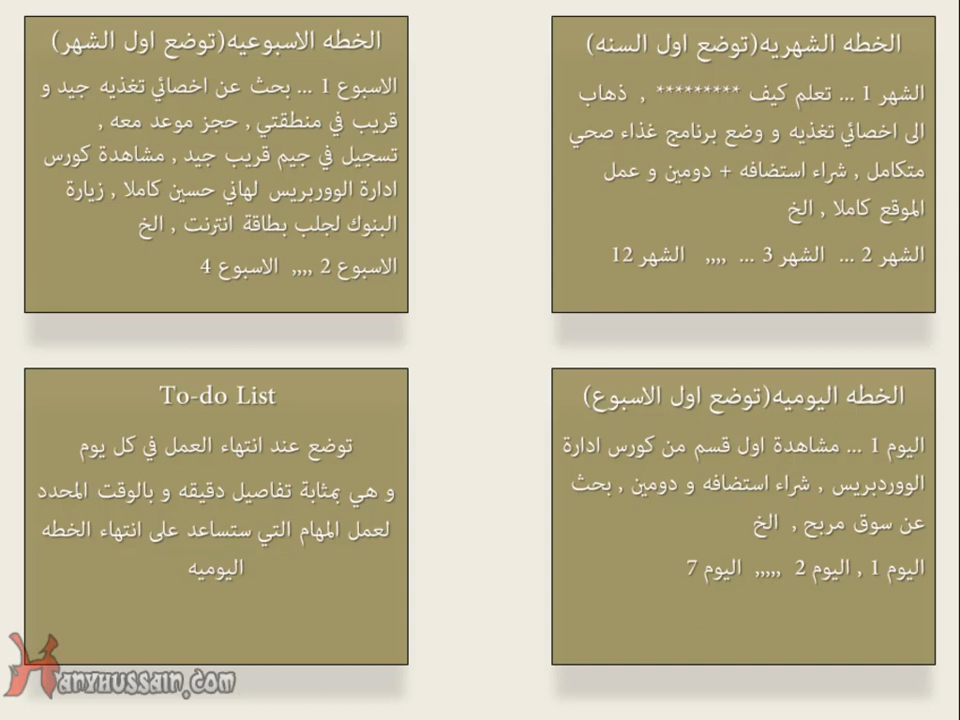 الخطه الشهريه(توضع اول السنه)
الشهر 1 ... تعلم كيف ********* , ذهاب
الى اخصائي تغذيه و وضع برنامج غذاء صحي
متكامل , شراء استضافه + دومين و عمل
الموقع كاملا , الخ
الشهر 2 ... الشهر 3 ... ,,,, الشهر 12
الخطه الاسبوعيه(توضع اول الشهر)
الاسبوع 1 ... بحث عن اخصائي تغذيه جيد و
قريب في منطقتي , حجز موعد معه ,
تسجيل في جيم قريب جيد , مشاهدة كورس
ادارة الووربريس لهاني حسين كاملا , زيارة
البنوك لجلب بطاقة انترنت , الخ
الاسبوع 2 ,,,, الاسبوع 4
الخطه اليوميه(توضع اول الاسبوع)
اليوم 1 ... مشاهدة اول قسم من كورس ادارة
الووردبريس , شراء استضافه و دومين , بحث
عن سوق مربح , الخ
اليوم 1 , اليوم 2 ,,,,, اليوم 7
To-do List
توضع عند انتهاء العمل في كل يوم
و هي بمثابة تفاصيل دقيقه و بالوقت المحدد
لعمل المهام التي ستساعد على انتهاء الخطه
اليوميه
HANYHUSSAIN.COM